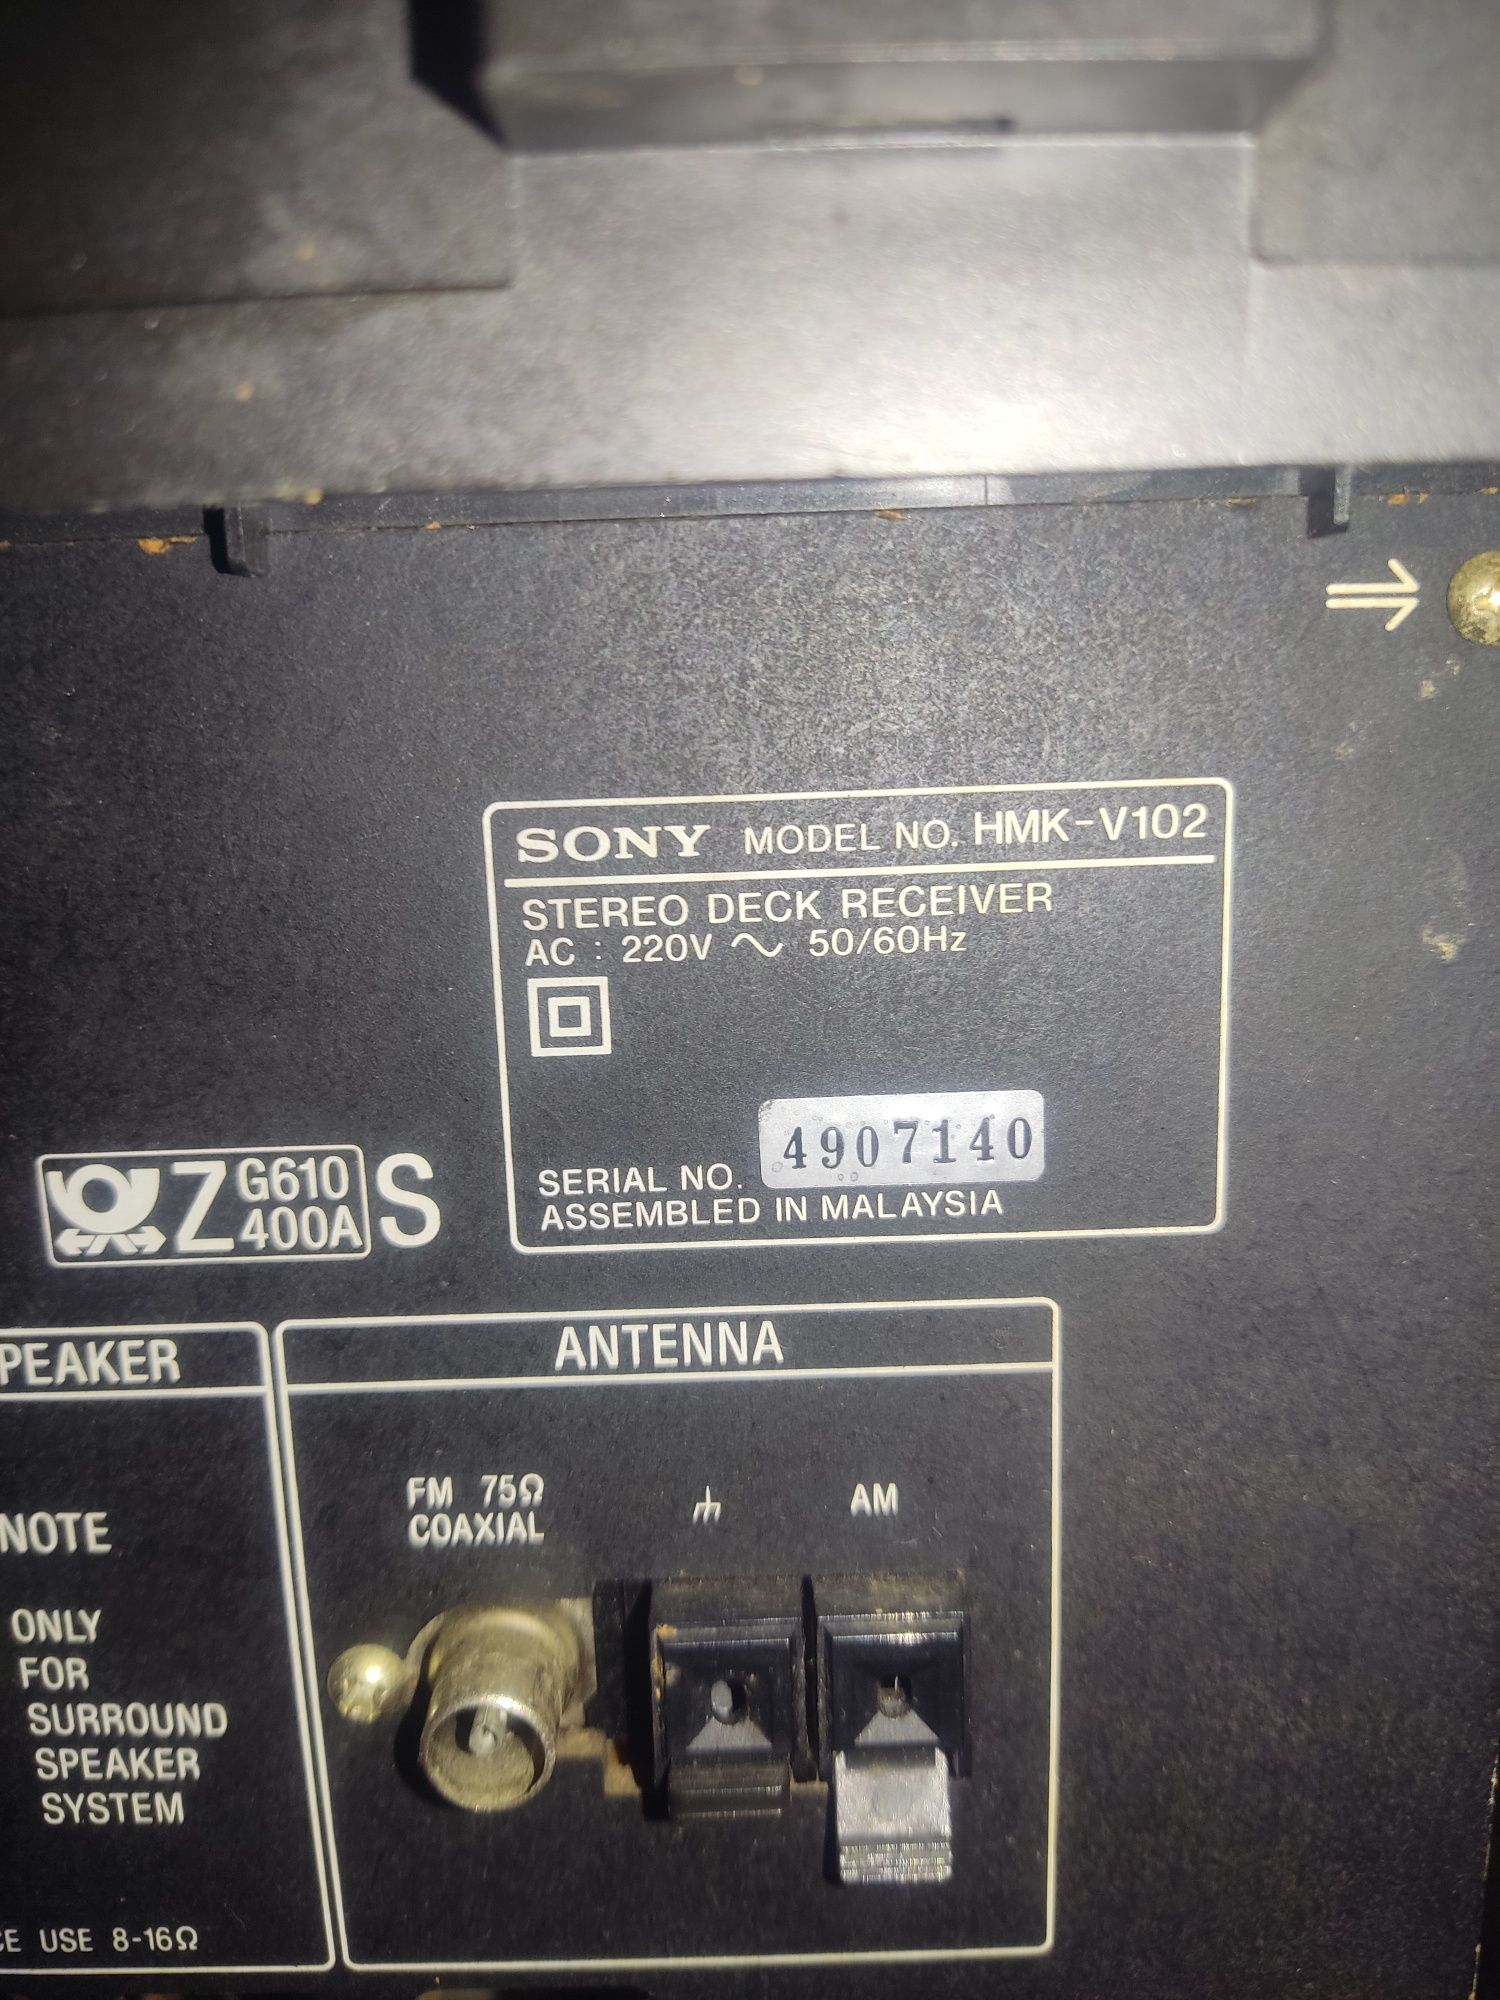 SONY MODEL NO. HMK-V102
STEREO DECK RECEIVER
AC : 220V ~ 50/60Hz
SERIAL NO. 4907140
ASSEMBLED IN MALAYSIA
Z G610 400A S
PEAKER
ANTENNA
FM 75Ω
COAXIAL
AM
NOTE
ONLY
FOR
SURROUND
SPEAKER
SYSTEM
CE USE 8-16Ω